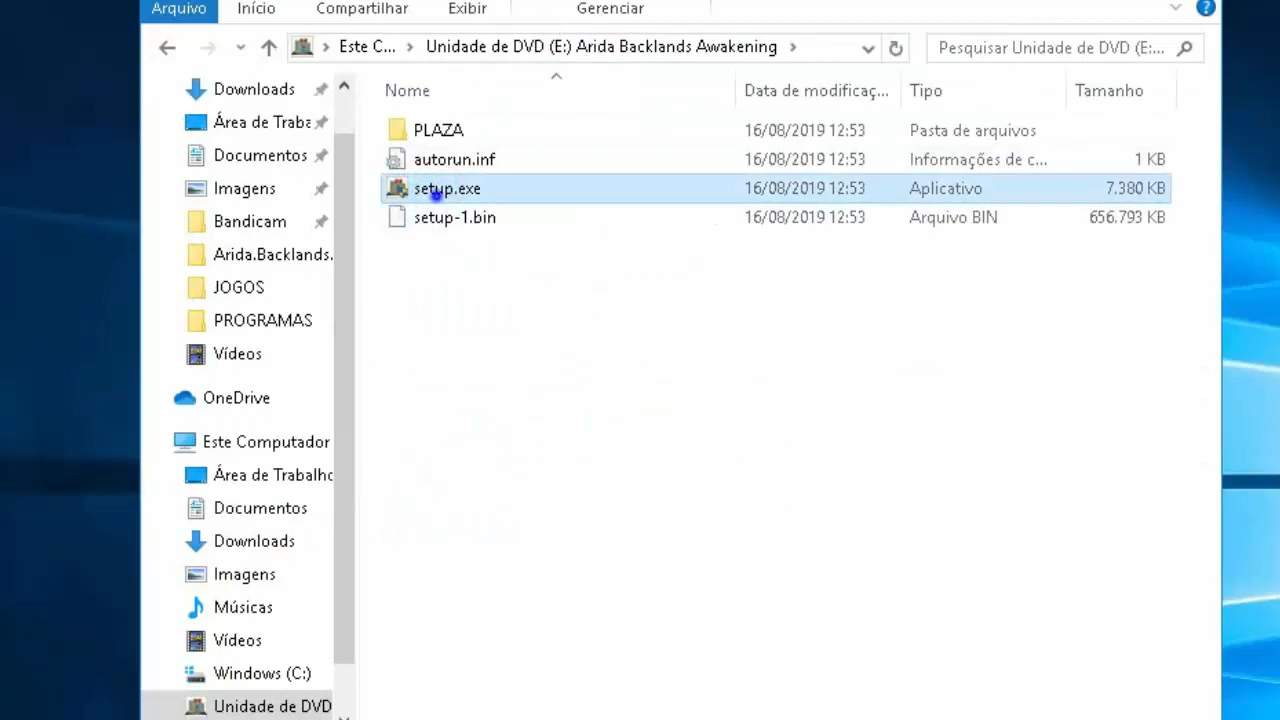 Arquivo Início Compartilhar Exibir Gerenciar
Este C... Unidade de DVD (E:) Arida Backlands Awakening Pesquisar Unidade de DVD (E:...
Nome Data de modificaç... Tipo Tamanho
PLAZA 16/08/2019 12:53 Pasta de arquivos
autorun.inf 16/08/2019 12:53 Informações de c... 1 KB
setup.exe 16/08/2019 12:53 Aplicativo 7.380 KB
setup-1.bin 16/08/2019 12:53 Arquivo BIN 656.793 KB
Downloads
Área de Traba
Documentos
Imagens
Bandicam
Arida.Backlands.
JOGOS
PROGRAMAS
Vídeos
OneDrive
Este Computador
Área de Trabalho
Documentos
Downloads
Imagens
Músicas
Vídeos
Windows (C:)
Unidade de DVD